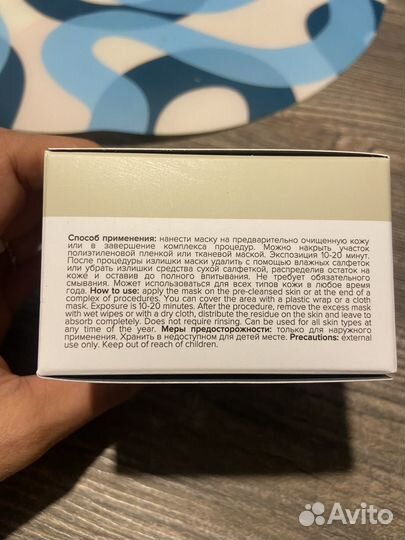 Способ применения: нанести маску на предварительно очищенную кожу
или в завершение комплекса процедур. Можно накрыть участок
полиэтиленовой пленкой или тканевой маской. Экспозиция 10-20 минут.
После процедуры излишки маски удалить с помощью влажных салфеток
или убрать излишки средства сухой салфеткой, распределив остаток на
коже и оставив до полного впитывания. Не требует обязательного
смывания. Может использоваться для всех типов кожи в любое время
года. How to use: apply the mask on the pre-cleansed skin or at the end of a
complex of procedures. You can cover the area with a plastic wrap or a cloth
mask. Exposure is 10-20 minutes. After the procedure, remove the excess mask
with wet wipes or with a dry cloth, distribute the residue on the skin and leave to
absorb completely. Does not require rinsing. Can be used for all skin types at
any time of the year. Меры предосторожности: только для наружного
применения. Хранить в недоступном для детей месте. Precautions: external
use only. Keep out of reach of children.
Avito